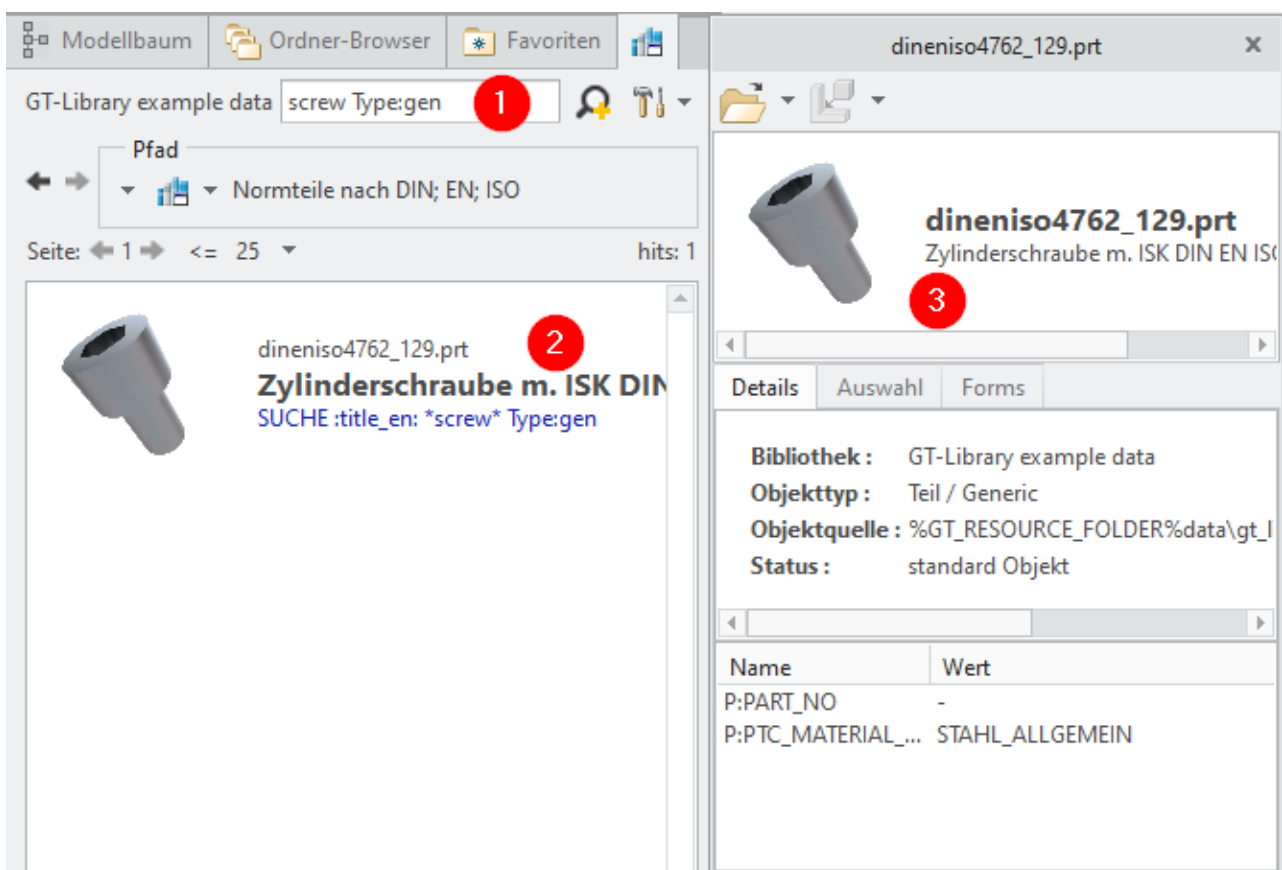 Modellbaum
Ordner-Browser
Favoriten
GT-Library example data
screw Type:gen
1
Pfad
Normteile nach DIN; EN; ISO
Seite: 1 <= 25
hits: 1
dineniso4762_129.prt
2
Zylinderschraube m. ISK DIN
SUCHE :title_en: *screw* Type:gen
dineniso4762_129.prt
dineniso4762_129.prt
Zylinderschraube m. ISK DIN EN ISO
3
Details Auswahl Forms
Bibliothek : GT-Library example data
Objekttyp : Teil / Generic
Objektquelle : %GT_RESOURCE_FOLDER%data\gt_l
Status : standard Objekt
Name Wert
P:PART_NO -
P:PTC_MATERIAL_... STAHL_ALLGEMEIN